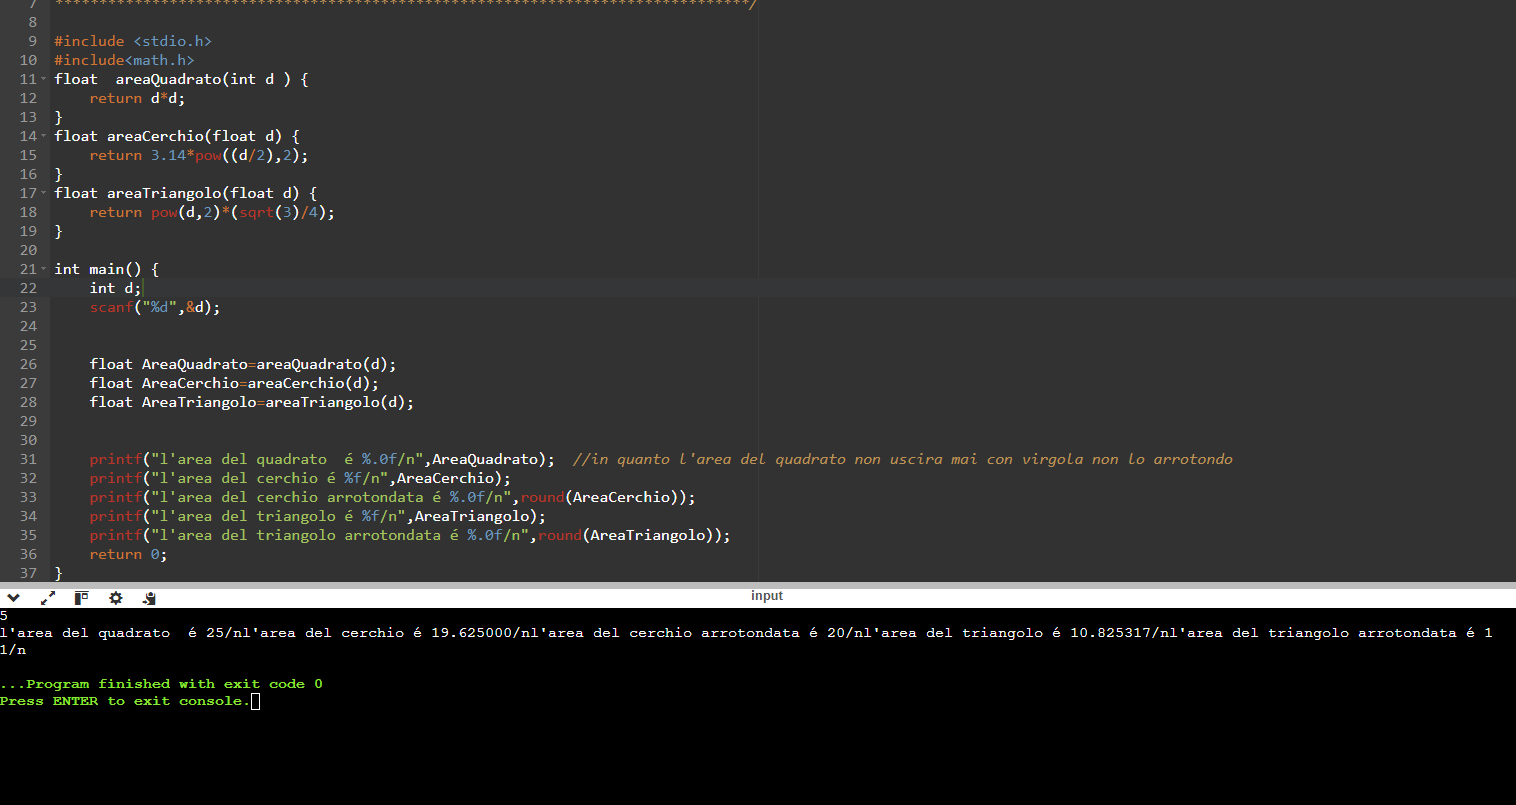 7 ******************************************************************************/
8
9 #include <stdio.h>
10 #include<math.h>
11 float  areaQuadrato(int d ) {
12     return d*d;
13 }
14 float areaCerchio(float d) {
15     return 3.14*pow((d/2),2);
16 }
17 float areaTriangolo(float d) {
18     return pow(d,2)*(sqrt(3)/4);
19 }
20
21 int main() {
22     int d;
23     scanf("%d",&d);
24
25
26     float AreaQuadrato=areaQuadrato(d);
27     float AreaCerchio=areaCerchio(d);
28     float AreaTriangolo=areaTriangolo(d);
29
30
31     printf("l'area del quadrato  é %.0f/n",AreaQuadrato);  //in quanto l'area del quadrato non uscira mai con virgola non lo arrotondo
32     printf("l'area del cerchio é %f/n",AreaCerchio);
33     printf("l'area del cerchio arrotondata é %.0f/n",round(AreaCerchio));
34     printf("l'area del triangolo é %f/n",AreaTriangolo);
35     printf("l'area del triangolo arrotondata é %.0f/n",round(AreaTriangolo));
36     return 0;
37 }
input
5
l'area del quadrato  é 25/nl'area del cerchio é 19.625000/nl'area del cerchio arrotondata é 20/nl'area del triangolo é 10.825317/nl'area del triangolo arrotondata é 1
1/n
...Program finished with exit code 0
Press ENTER to exit console.